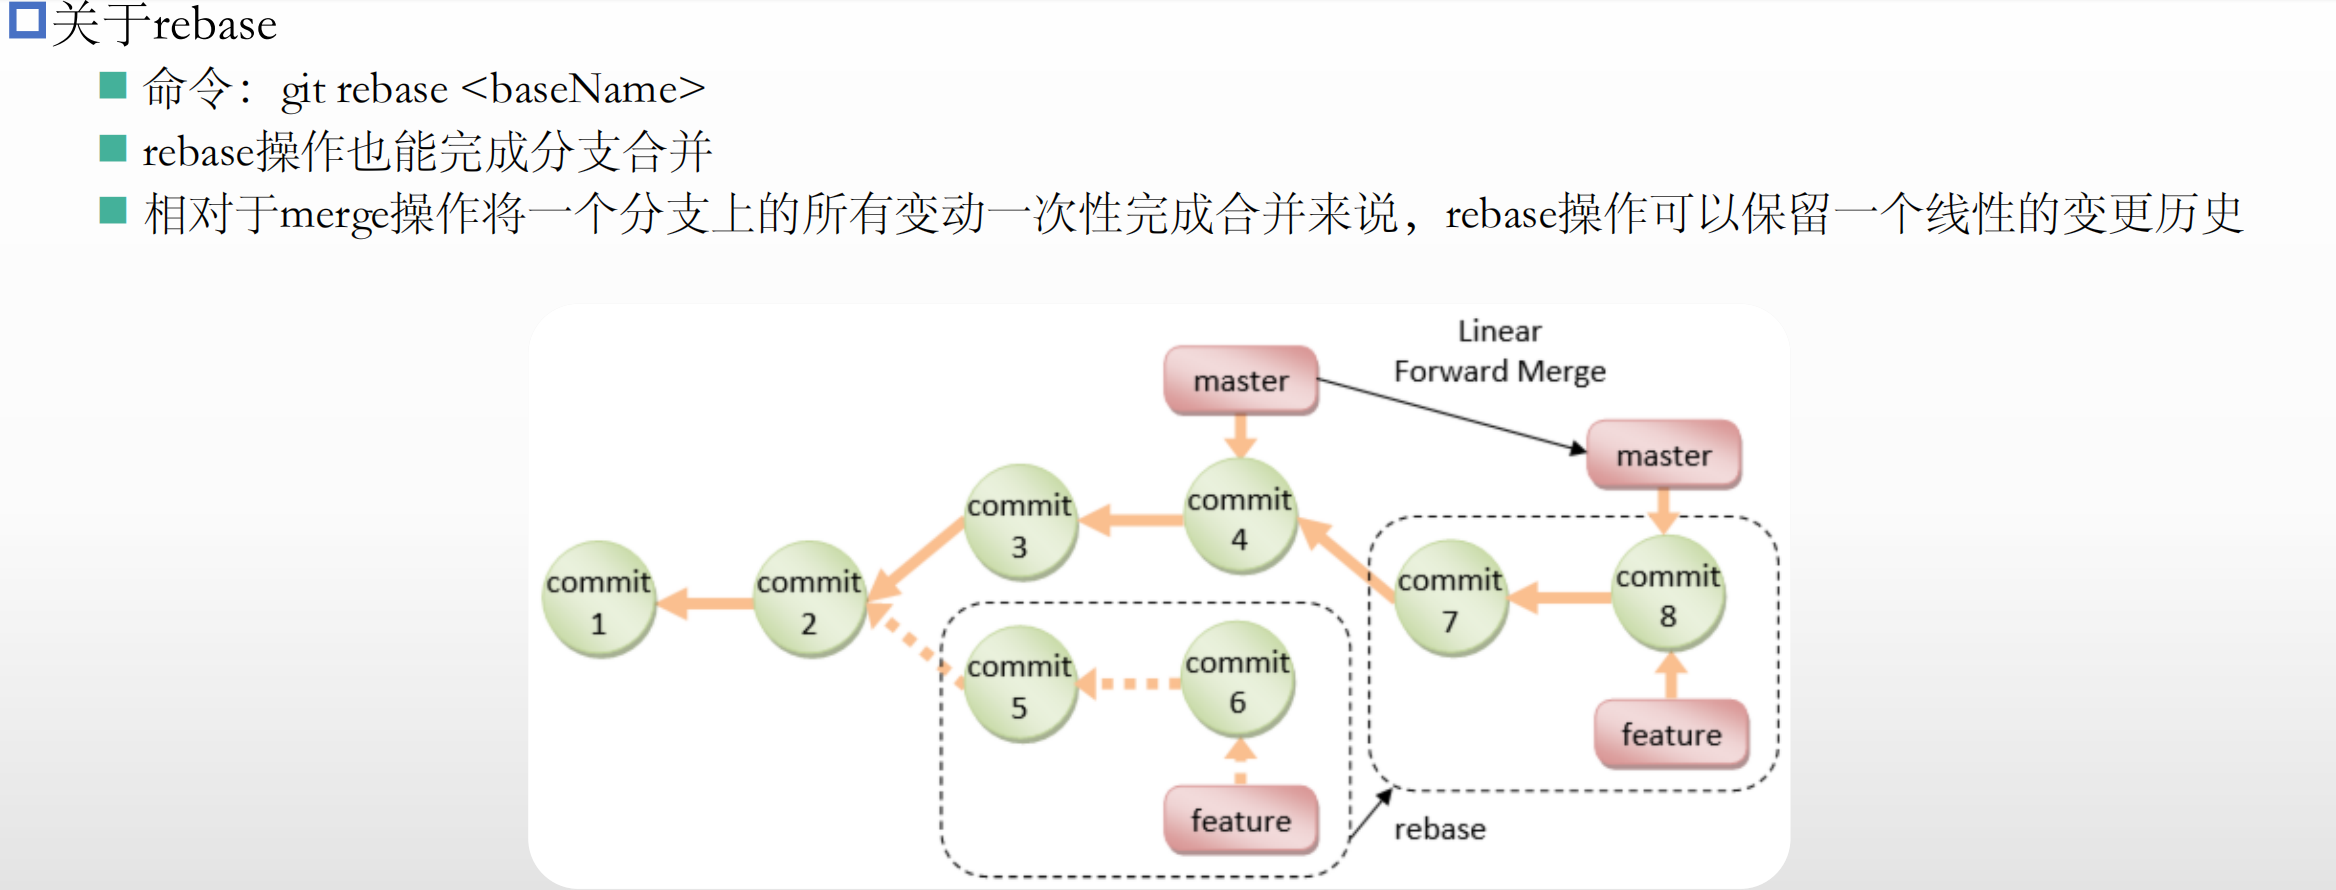 关于rebase
命令：git rebase <baseName>
rebase操作也能完成分支合并
相对于merge操作将一个分支上的所有变动一次性完成合并来说，rebase操作可以保留一个线性的变更历史
Linear
Forward Merge
master
master
commit
3
commit
4
commit
1
commit
2
commit
7
commit
8
commit
5
commit
6
feature
feature
rebase